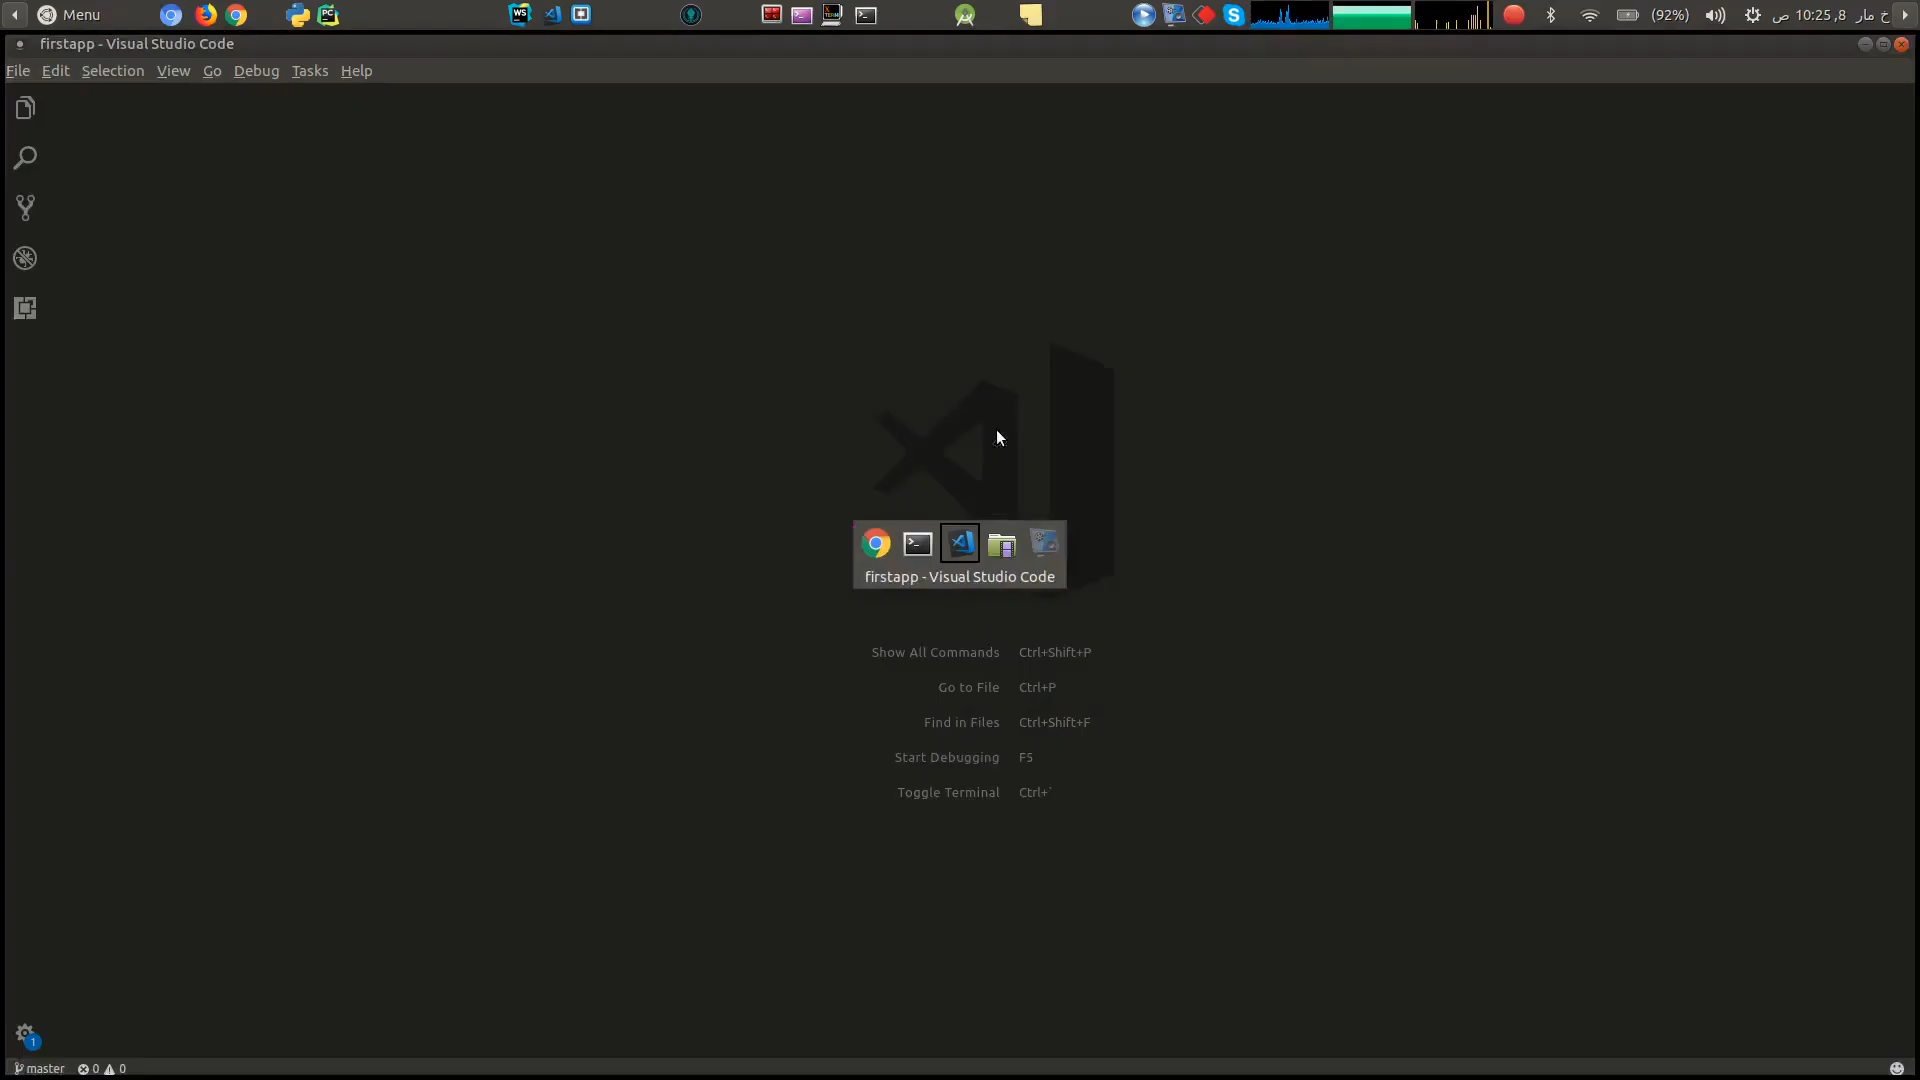 Menu
(92%)
خ مار 8, 10:25 ص
firstapp - Visual Studio Code
File Edit Selection View Go Debug Tasks Help
firstapp - Visual Studio Code
Show All Commands Ctrl+Shift+P
Go to File Ctrl+P
Find in Files Ctrl+Shift+F
Start Debugging F5
Toggle Terminal Ctrl+`
1
master 0 0